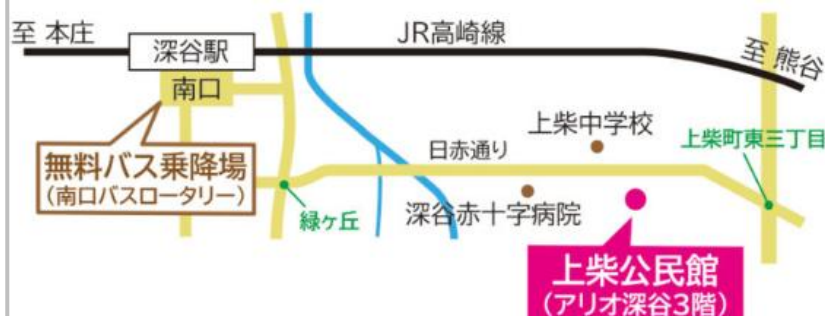 至 本庄
JR高崎線
至 熊谷
深谷駅
南口
上柴中学校
上柴町東三丁目
日赤通り
無料バス乗降場
(南口バスロータリー)
深谷赤十字病院
緑ヶ丘
上柴公民館
(アリオ深谷3階)